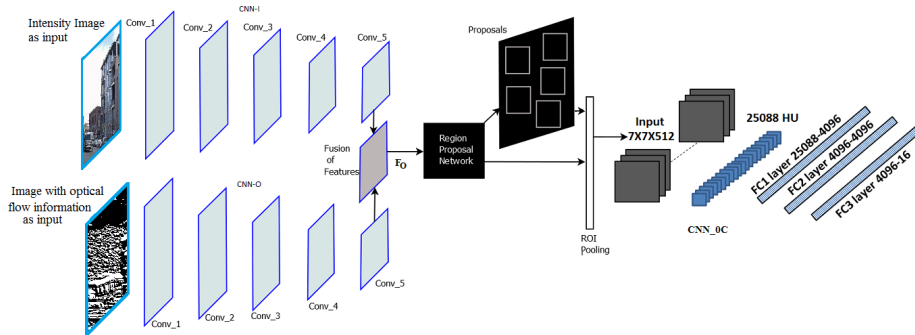 Intensity Image
as input
Conv_1
Conv_2
CNN-I
Conv_3
Conv_4
Conv_5
Fusion
of
Features
F_O
Region
Proposal
Network
Proposals
ROI
Pooling
Input
7X7X512
25088 HU
CNN_0C
FC1 layer 25088-4096
FC2 layer 4096-4096
FC3 layer 4096-16
Image with optical
flow information
as input
CNN-O
Conv_1
Conv_2
Conv_3
Conv_4
Conv_5